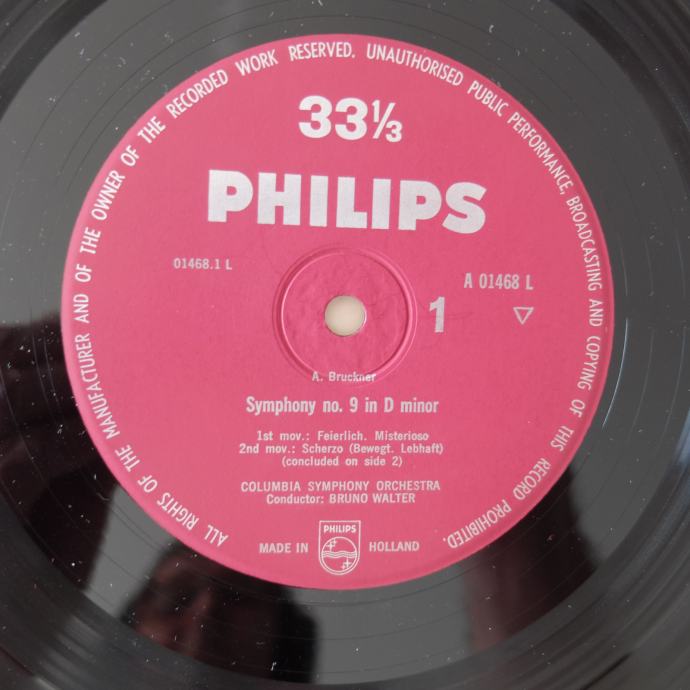 ALL RIGHTS OF THE MANUFACTURER AND OF THE OWNER OF THE RECORDED WORK RESERVED. UNAUTHORISED PUBLIC PERFORMANCE, BROADCASTING AND COPYING OF THIS RECORD PROHIBITED.
33⅓
PHILIPS
01468.1 L
A 01468 L
1
A. Bruckner
Symphony no. 9 in D minor
1st mov.: Feierlich. Misterioso
2nd mov.: Scherzo (Bewegt. Lebhaft)
(concluded on side 2)
COLUMBIA SYMPHONY ORCHESTRA
Conductor: BRUNO WALTER
PHILIPS
MADE IN HOLLAND